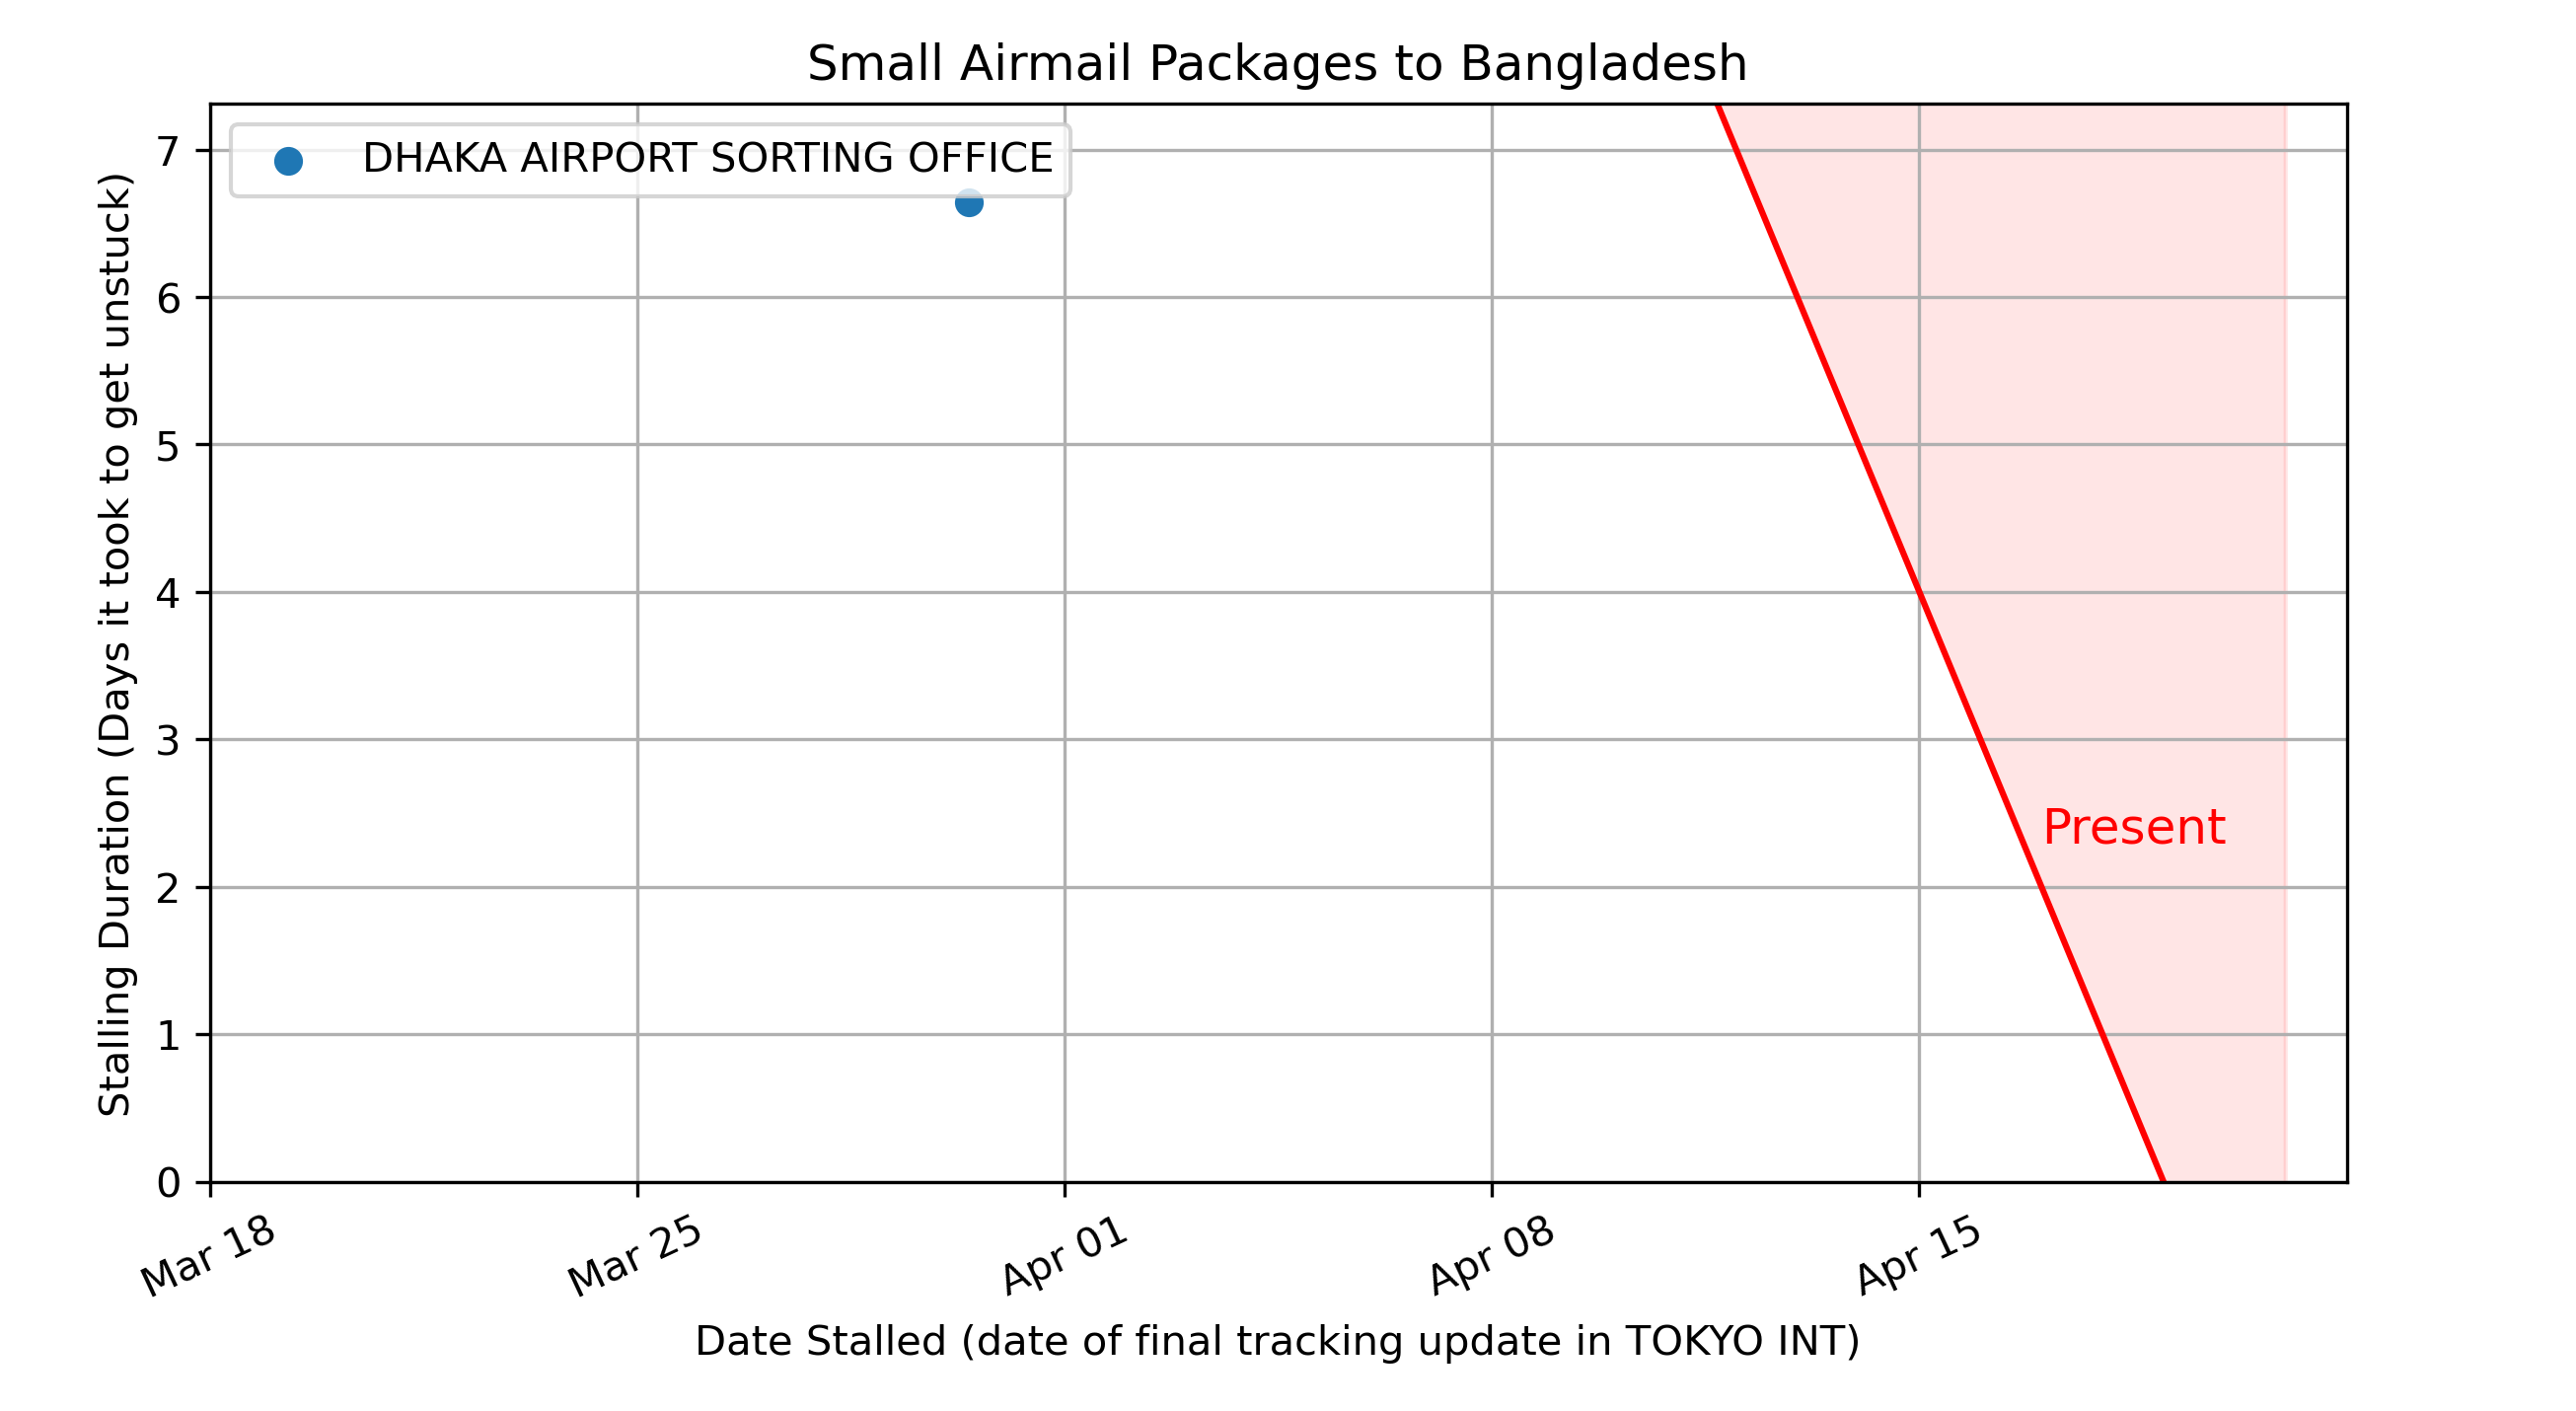 Small Airmail Packages to Bangladesh
DHAKA AIRPORT SORTING OFFICE
Stalling Duration (Days it took to get unstuck)
7
6
5
4
3
2
1
0
Present
Mar 18
Mar 25
Apr 01
Apr 08
Apr 15
Date Stalled (date of final tracking update in TOKYO INT)